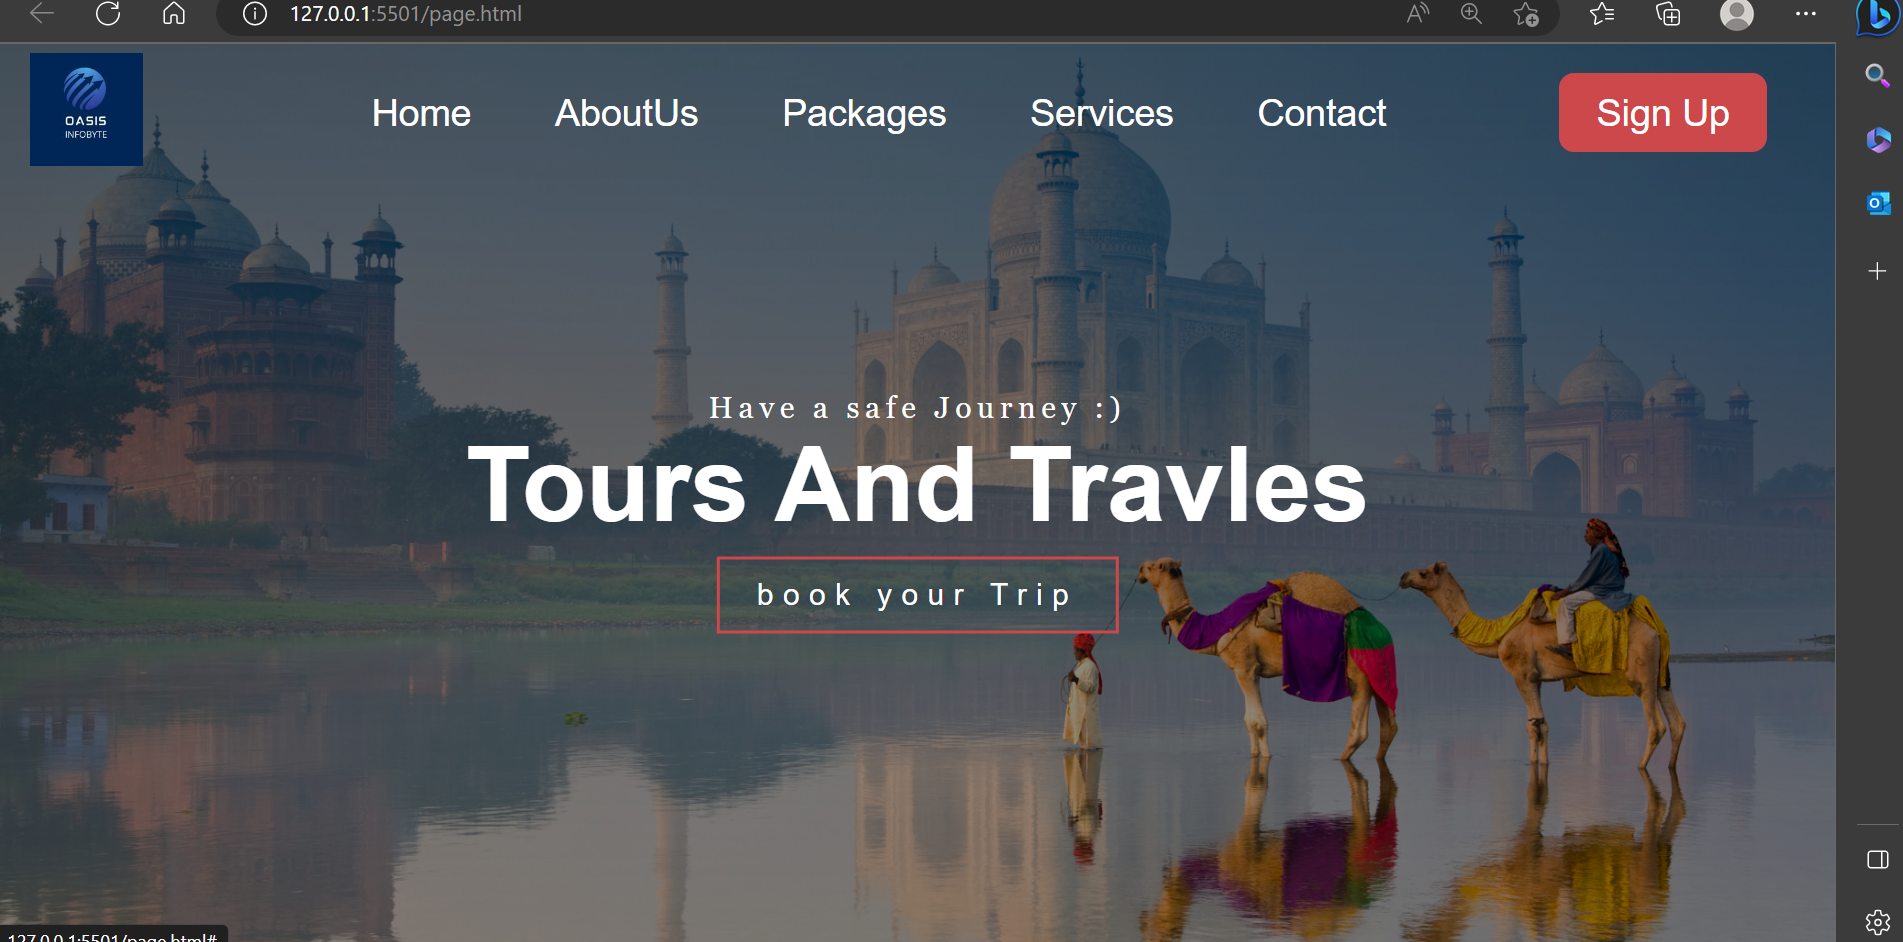 127.0.0.1:5501/page.html
OASIS
INFOBYTE
Home AboutUs Packages Services Contact Sign Up
Have a safe Journey :)
Tours And Travles
book your Trip
127.0.0.1:5501/page.html#